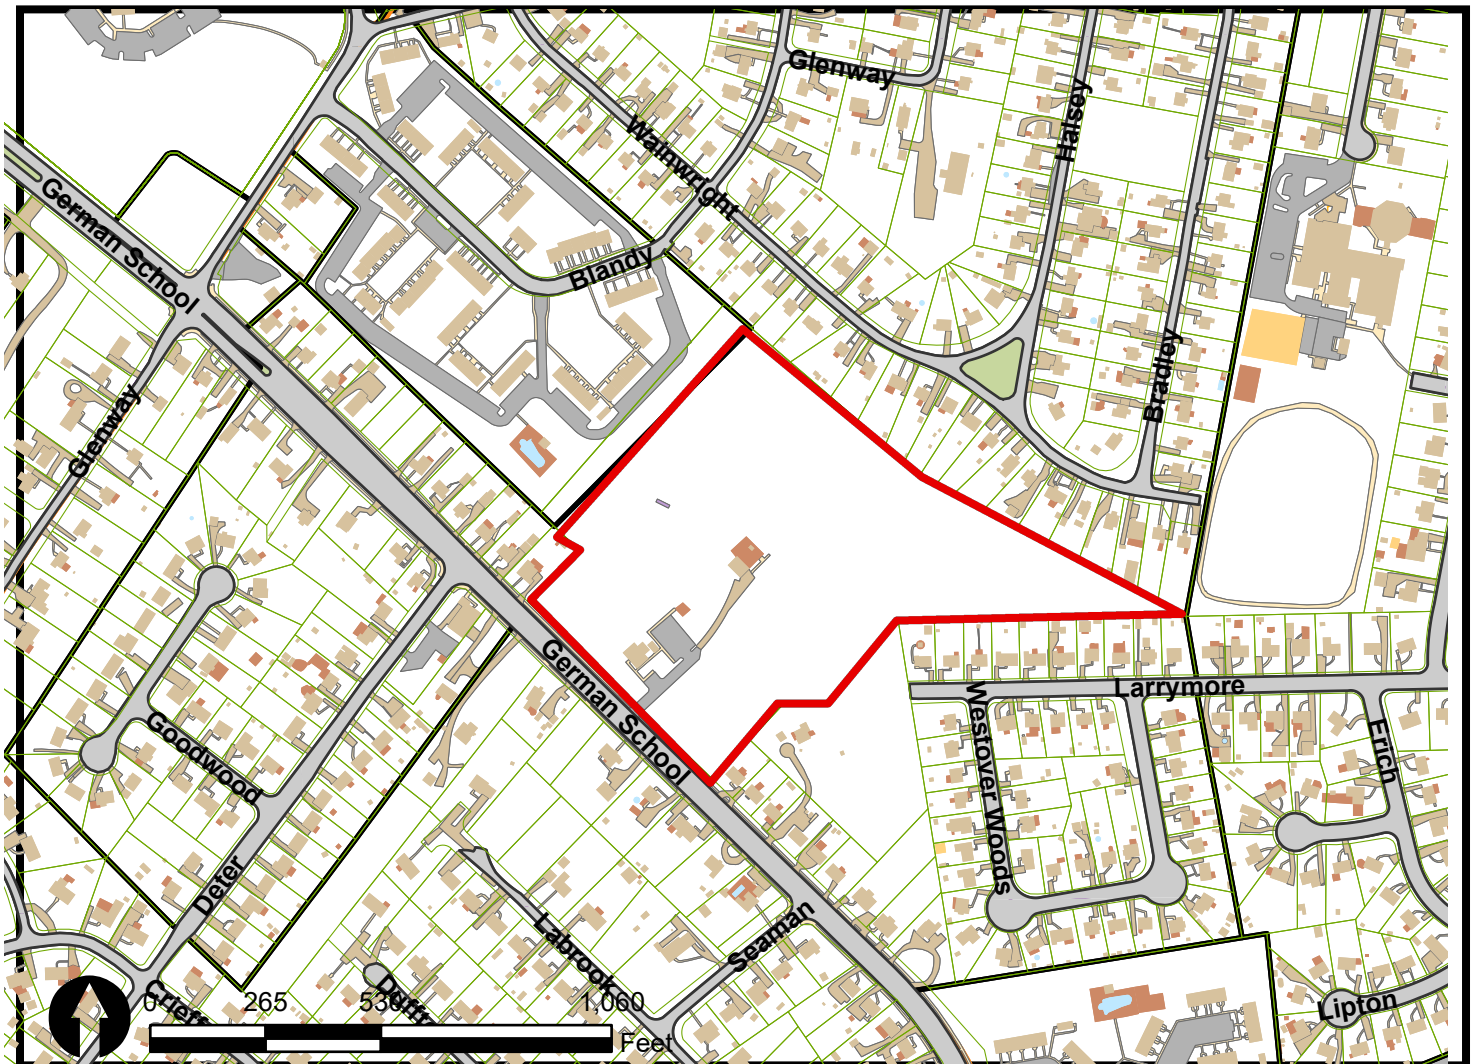 Glenway
Halsey
Wainwright
German School
Blandy
Bradley
Glenway
German School
Larrymore
Westover Woods
Goodwood
Erich
Deter
Seaman
Labrook
Lipton
0 265 530 1,060
Feet